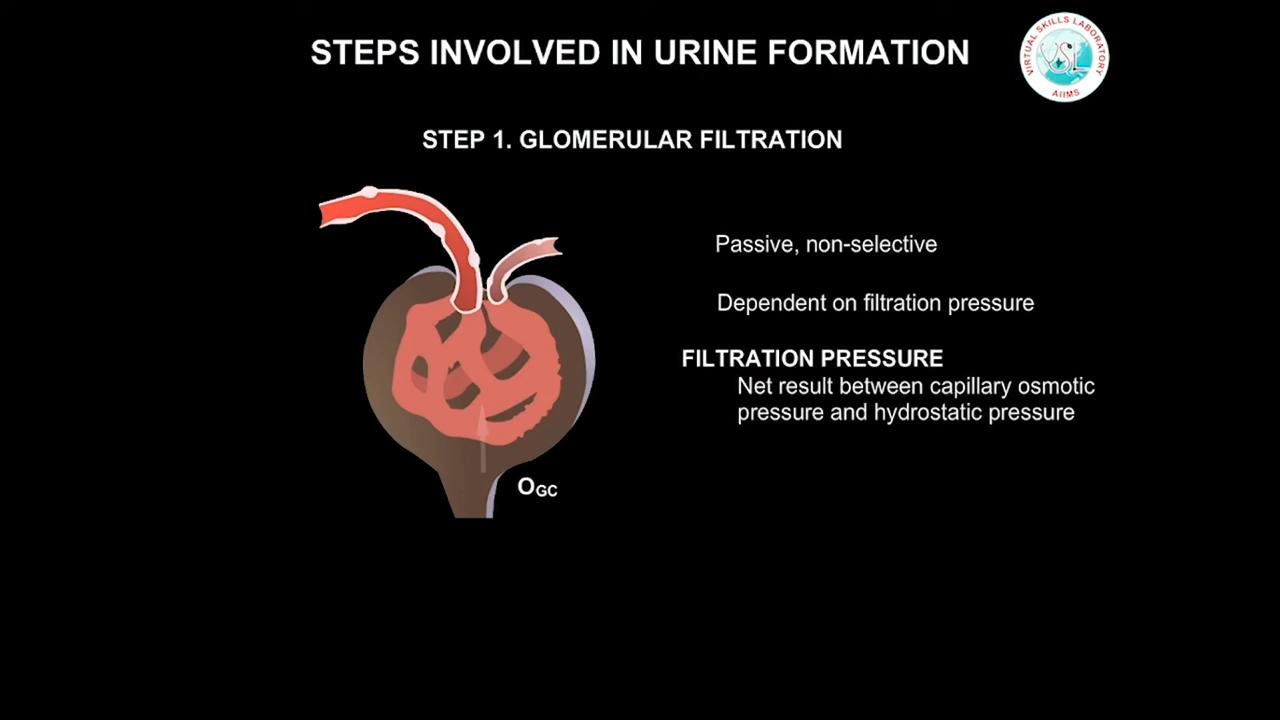 STEPS INVOLVED IN URINE FORMATION
VIRTUAL SKILLS LABORATORY
VSL
AIIMS
STEP 1. GLOMERULAR FILTRATION
Passive, non-selective
Dependent on filtration pressure
FILTRATION PRESSURE
Net result between capillary osmotic
pressure and hydrostatic pressure
OGC